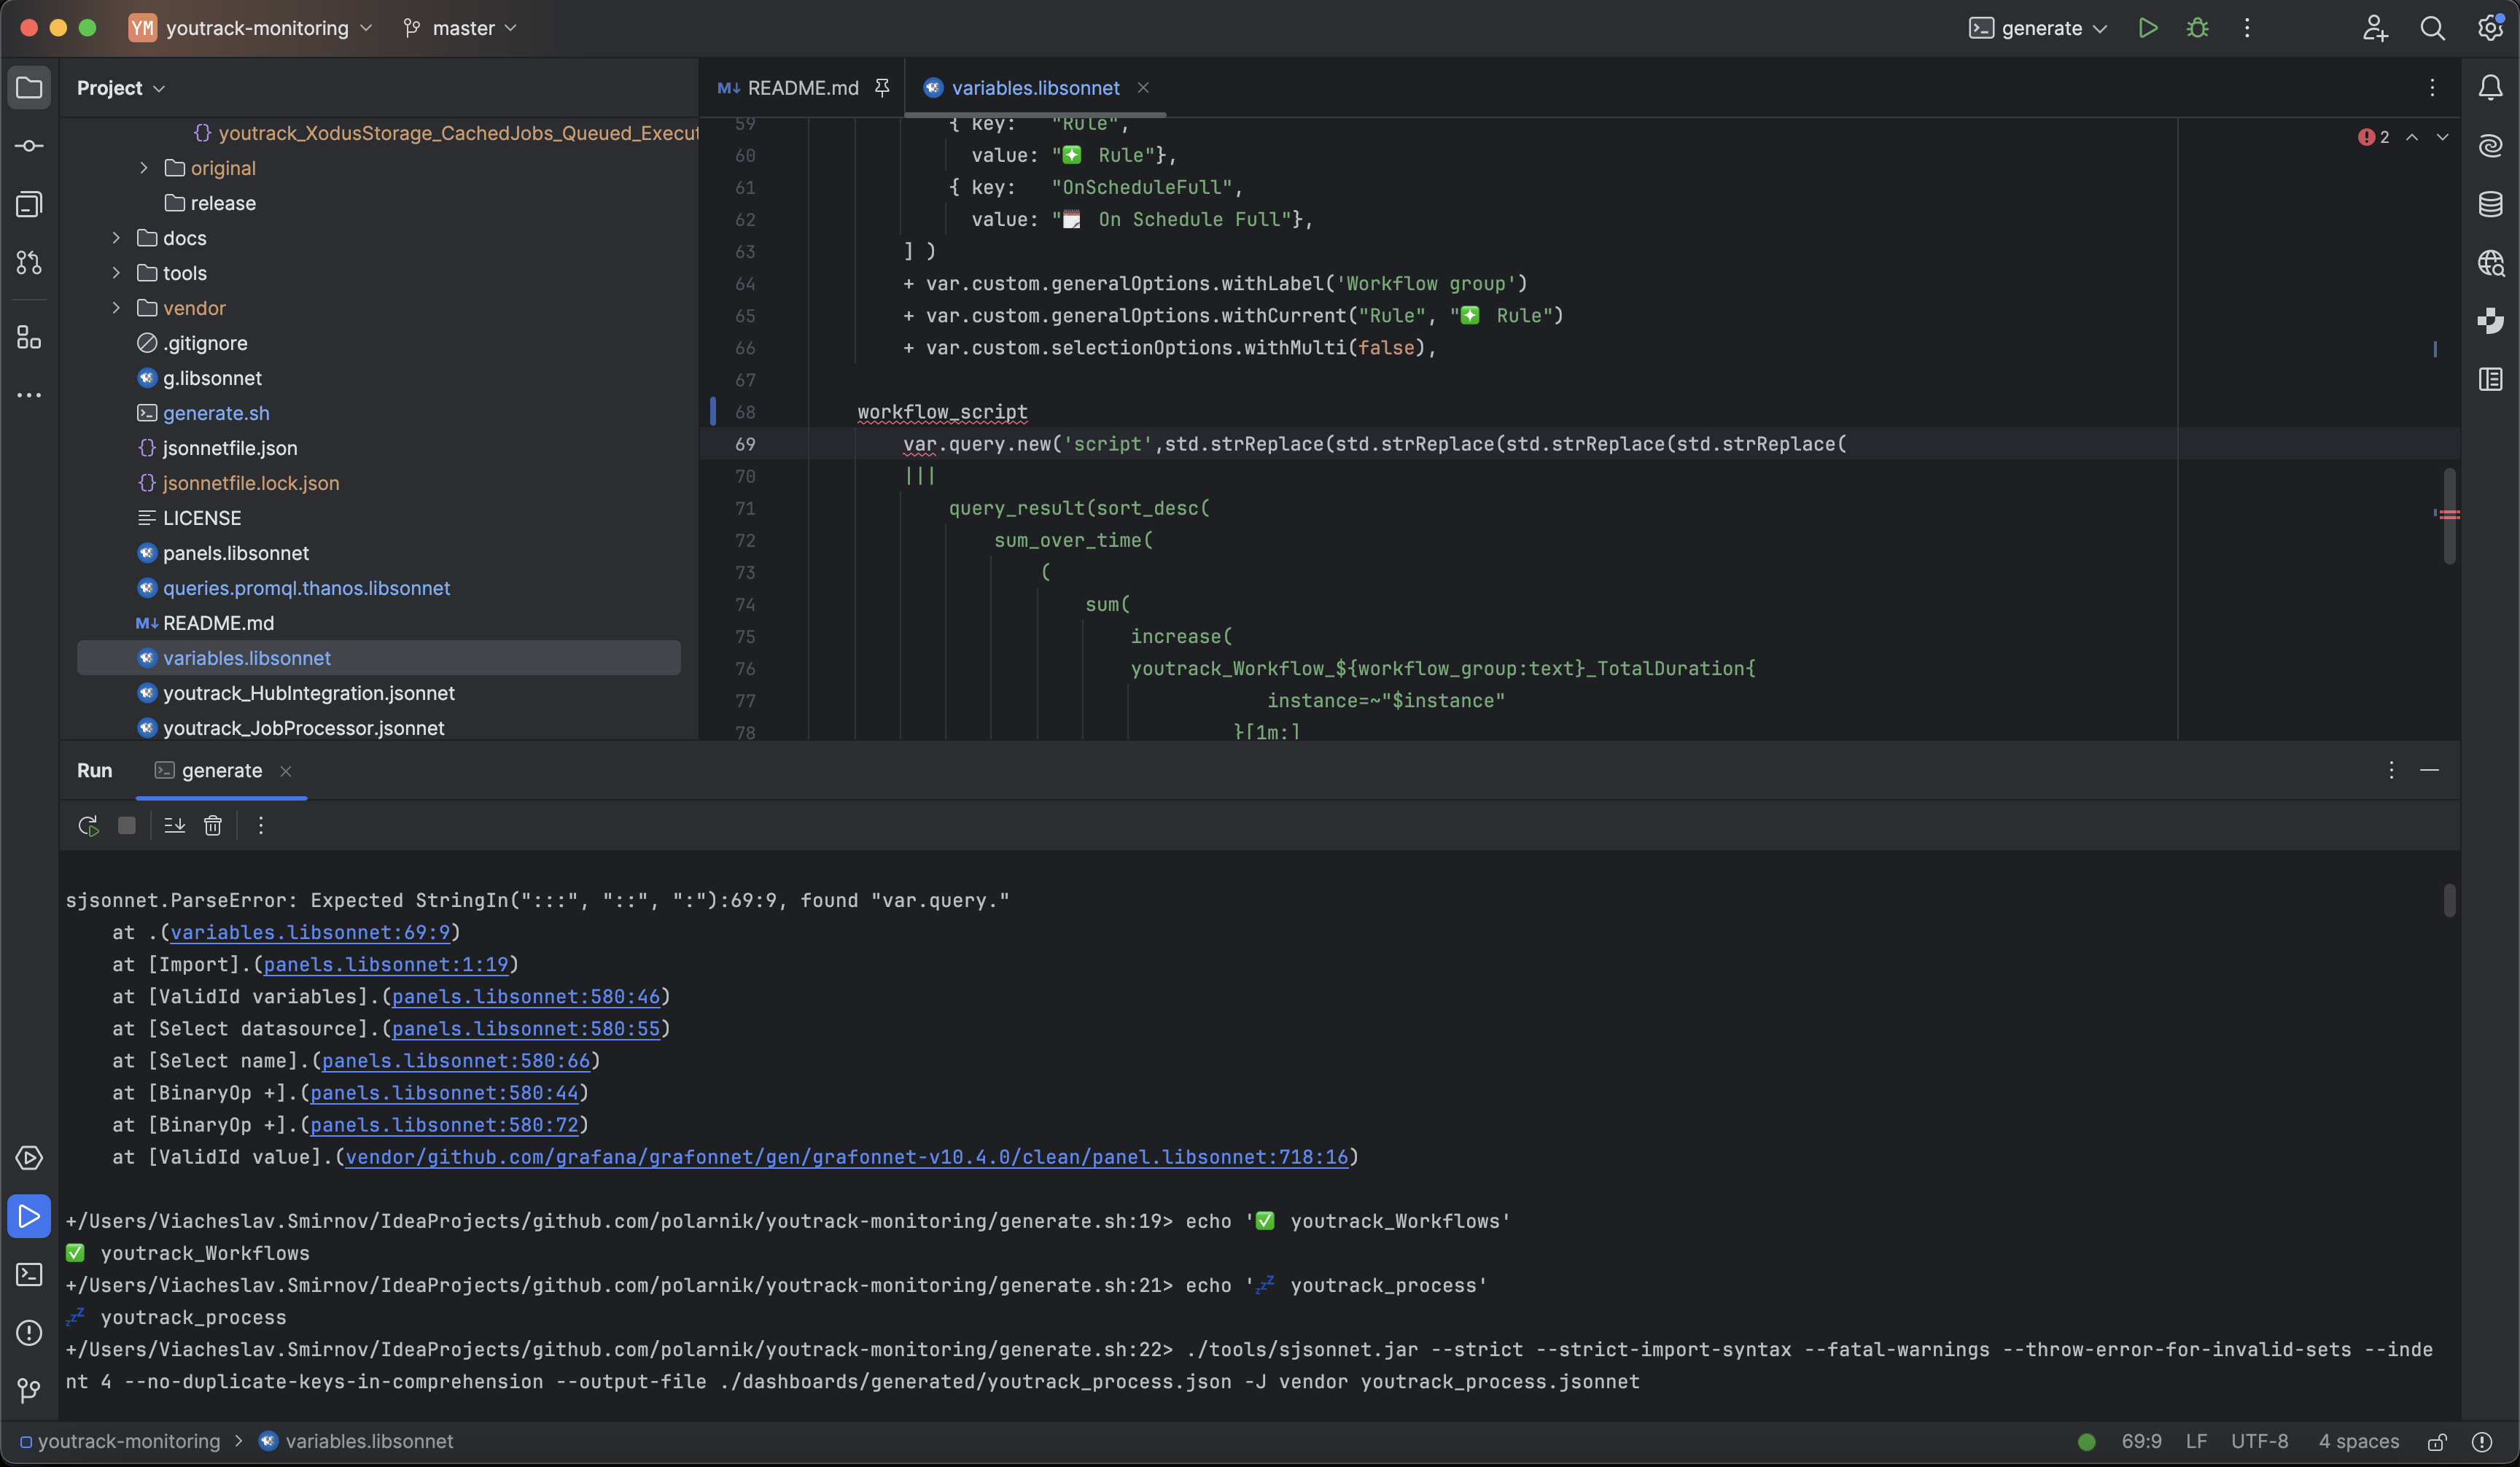 YM youtrack-monitoring master generate
Project
README.md variables.libsonnet
youtrack_XodusStorage_CachedJobs_Queued_Execut
original
release
docs
tools
vendor
.gitignore
g.libsonnet
generate.sh
jsonnetfile.json
jsonnetfile.lock.json
LICENSE
panels.libsonnet
queries.promql.thanos.libsonnet
M↓ README.md
variables.libsonnet
youtrack_HubIntegration.jsonnet
youtrack_JobProcessor.jsonnet
2
59 { key: "Rule",
60 value: "❇️ Rule"},
61 { key: "OnScheduleFull",
62 value: "🗒️ On Schedule Full"},
63 ] )
64 + var.custom.generalOptions.withLabel('Workflow group')
65 + var.custom.generalOptions.withCurrent("Rule", "❇️ Rule")
66 + var.custom.selectionOptions.withMulti(false),
67
68 workflow_script
69 var.query.new('script',std.strReplace(std.strReplace(std.strReplace(std.strReplace(
70 |||
71 query_result(sort_desc(
72 sum_over_time(
73 (
74 sum(
75 increase(
76 youtrack_Workflow_${workflow_group:text}_TotalDuration{
77 instance=~"$instance"
78 }[1m:]
Run generate
sjsonnet.ParseError: Expected StringIn(":::", "::", ":"):69:9, found "var.query."
at .(variables.libsonnet:69:9)
at [Import].(panels.libsonnet:1:19)
at [ValidId variables].(panels.libsonnet:580:46)
at [Select datasource].(panels.libsonnet:580:55)
at [Select name].(panels.libsonnet:580:66)
at [BinaryOp +].(panels.libsonnet:580:44)
at [BinaryOp +].(panels.libsonnet:580:72)
at [ValidId value].(vendor/github.com/grafana/grafonnet/gen/grafonnet-v10.4.0/clean/panel.libsonnet:718:16)
+/Users/Viacheslav.Smirnov/IdeaProjects/github.com/polarnik/youtrack-monitoring/generate.sh:19> echo '✅ youtrack_Workflows'
✅ youtrack_Workflows
+/Users/Viacheslav.Smirnov/IdeaProjects/github.com/polarnik/youtrack-monitoring/generate.sh:21> echo '💤 youtrack_process'
💤 youtrack_process
+/Users/Viacheslav.Smirnov/IdeaProjects/github.com/polarnik/youtrack-monitoring/generate.sh:22> ./tools/sjsonnet.jar --strict --strict-import-syntax --fatal-warnings --throw-error-for-invalid-sets --inde
nt 4 --no-duplicate-keys-in-comprehension --output-file ./dashboards/generated/youtrack_process.json -J vendor youtrack_process.jsonnet
youtrack-monitoring > variables.libsonnet 69:9 LF UTF-8 4 spaces